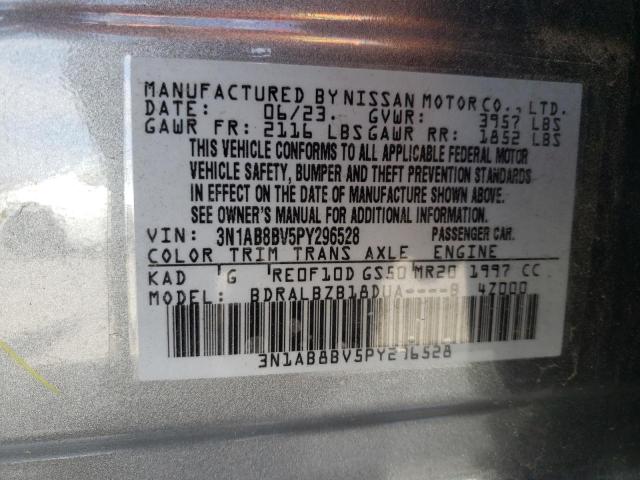 MANUFACTURED BY NISSAN MOTOR CO., LTD.
DATE: 06/23. GVWR: 3957 LBS
GAWR FR: 2116 LBS GAWR RR: 1852 LBS
THIS VEHICLE CONFORMS TO ALL APPLICABLE FEDERAL MOTOR
VEHICLE SAFETY, BUMPER AND THEFT PREVENTION STANDARDS
IN EFFECT ON THE DATE OF MANUFACTURE SHOWN ABOVE.
SEE OWNER'S MANUAL FOR ADDITIONAL INFORMATION.
VIN: 3N1AB8BV5PY296528 PASSENGER CAR.
COLOR TRIM TRANS AXLE ENGINE
KAD G RE0F10D GS50 MR20 1997 CC
MODEL: BDRALBZB18DUA----B 4Z000
3N1AB8BV5PY296528